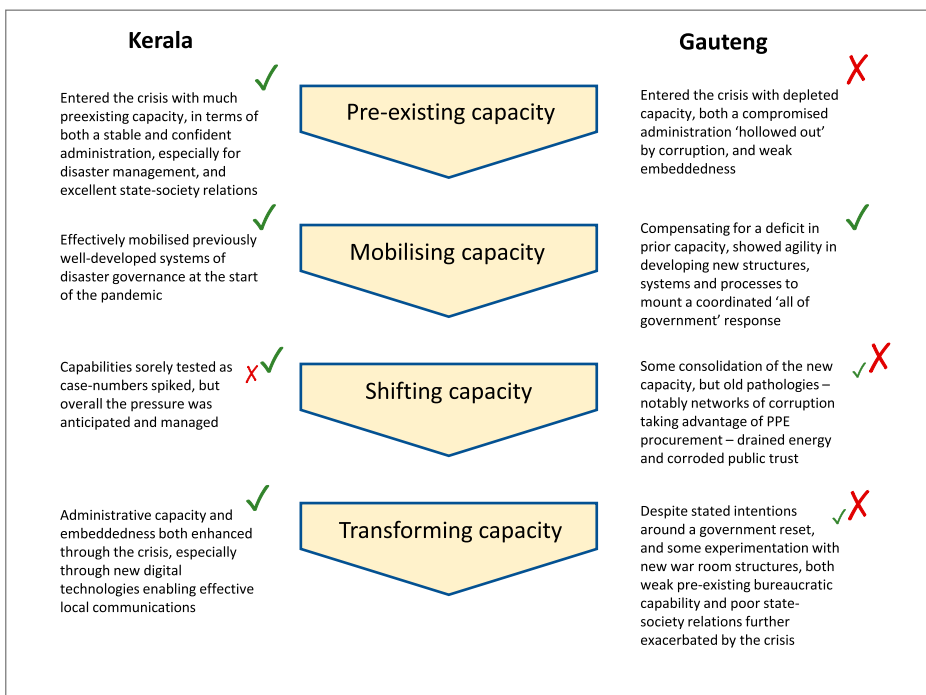 Kerala
Gauteng
Entered the crisis with much
preexisting capacity, in terms of
both a stable and confident
administration, especially for
disaster management, and
excellent state-society relations
Pre-existing capacity
Entered the crisis with depleted
capacity, both a compromised
administration ‘hollowed out’
by corruption, and weak
embeddedness
Effectively mobilised previously
well-developed systems of
disaster governance at the start
of the pandemic
Mobilising capacity
Compensating for a deficit in
prior capacity, showed agility in
developing new structures,
systems and processes to
mount a coordinated ‘all of
government’ response
Capabilities sorely tested as
case-numbers spiked, but
overall the pressure was
anticipated and managed
Shifting capacity
Some consolidation of the new
capacity, but old pathologies –
notably networks of corruption
taking advantage of PPE
procurement – drained energy
and corroded public trust
Administrative capacity and
embeddedness both enhanced
through the crisis, especially
through new digital
technologies enabling effective
local communications
Transforming capacity
Despite stated intentions
around a government reset,
and some experimentation with
new war room structures, both
weak pre-existing bureaucratic
capability and poor state-
society relations further
exacerbated by the crisis